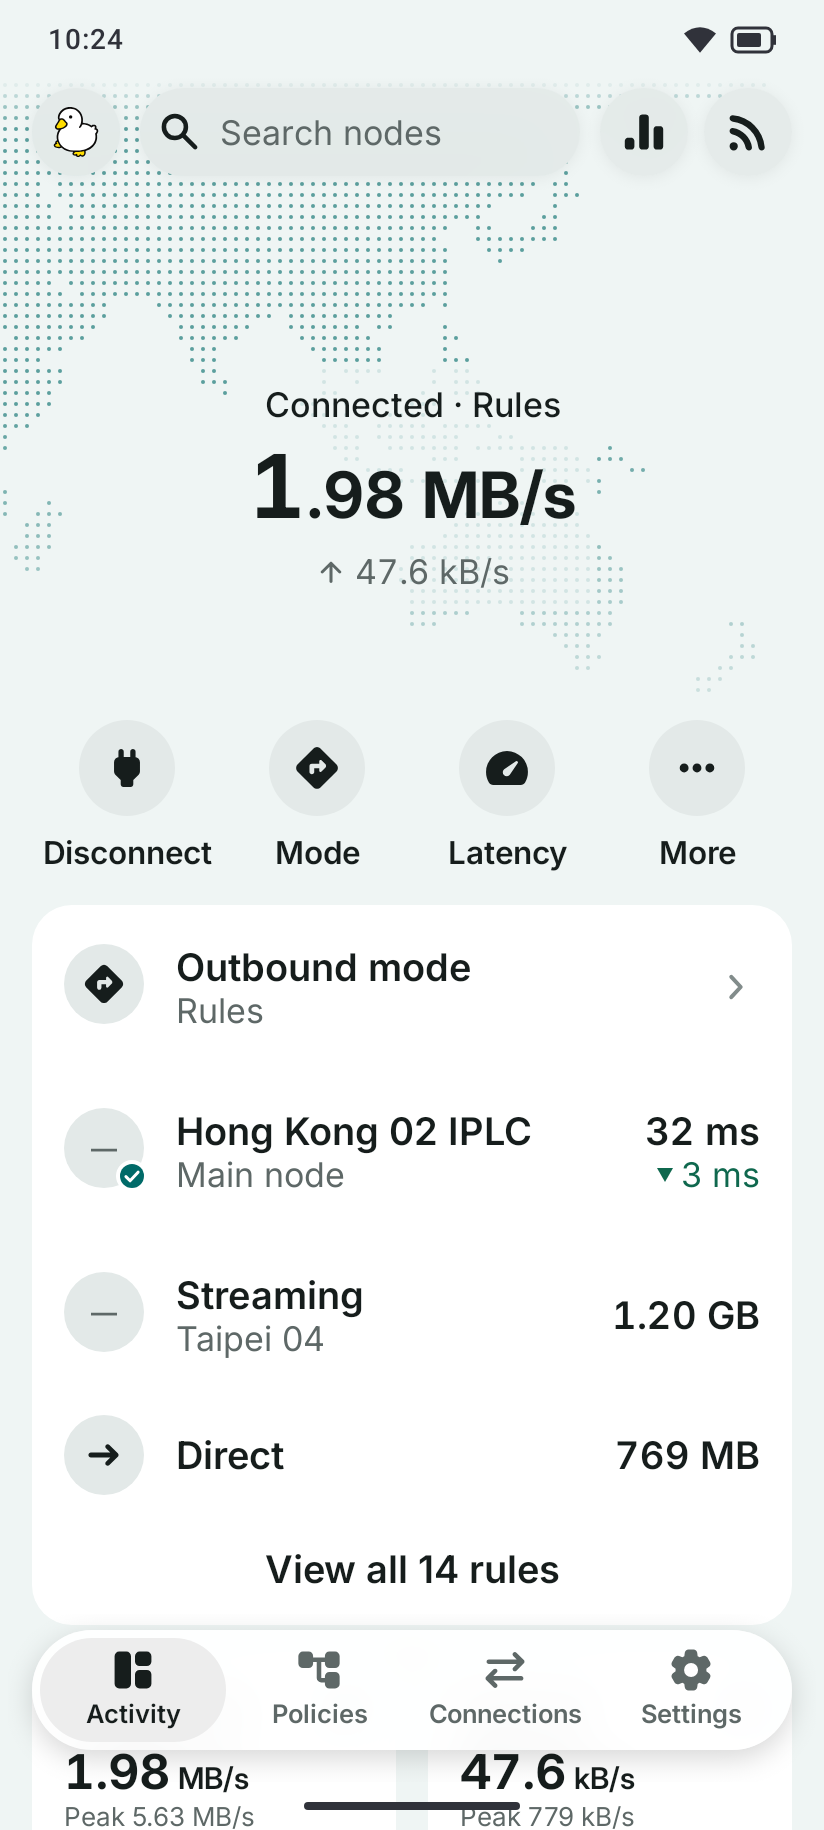 10:24
Search nodes
Connected · Rules
1.98 MB/s
↑ 47.6 kB/s
Disconnect
Mode
Latency
More
Outbound mode
Rules
Hong Kong 02 IPLC
32 ms
Main node
▼3 ms
Streaming
1.20 GB
Taipei 04
Direct
769 MB
View all 14 rules
Activity
Policies
Connections
Settings
1.98 MB/s
47.6 kB/s
Peak 5.63 MB/s
Peak 779 kB/s